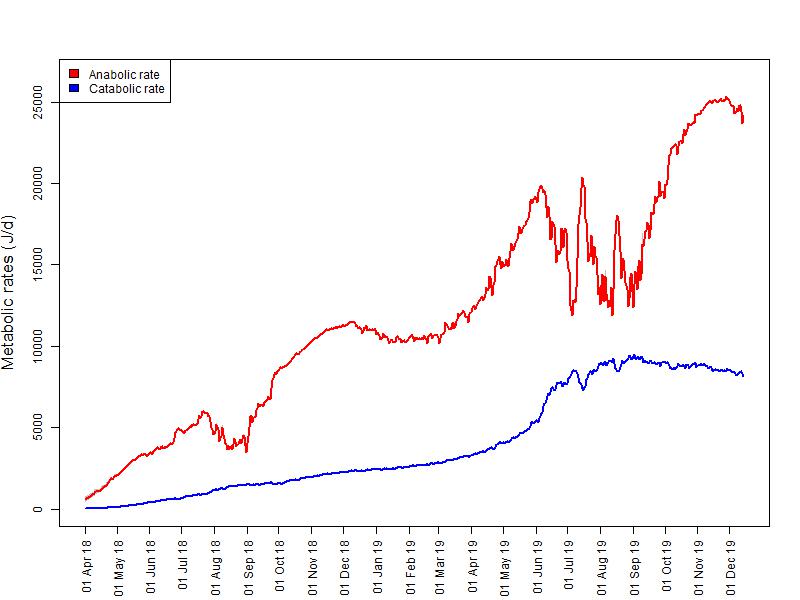 Anabolic rate
Catabolic rate
Metabolic rates (J/d)
25000
20000
15000
10000
5000
0
01 Apr 18
01 May 18
01 Jun 18
01 Jul 18
01 Aug 18
01 Sep 18
01 Oct 18
01 Nov 18
01 Dec 18
01 Jan 19
01 Feb 19
01 Mar 19
01 Apr 19
01 May 19
01 Jun 19
01 Jul 19
01 Aug 19
01 Sep 19
01 Oct 19
01 Nov 19
01 Dec 19